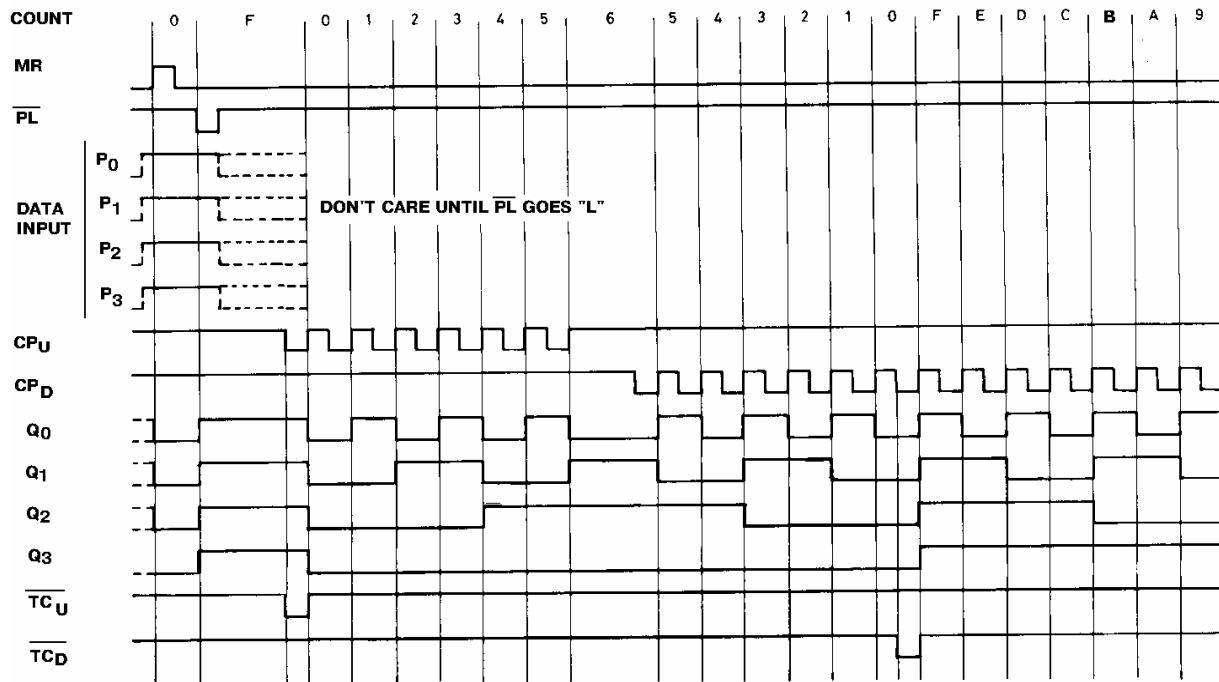 COUNT 0 F 0 1 2 3 4 5 6 5 4 3 2 1 0 F E D C B A 9
MR
PL
DATA INPUT
P0
P1
DON'T CARE UNTIL PL GOES "L"
P2
P3
CPU
CPD
Q0
Q1
Q2
Q3
TCU
TCD